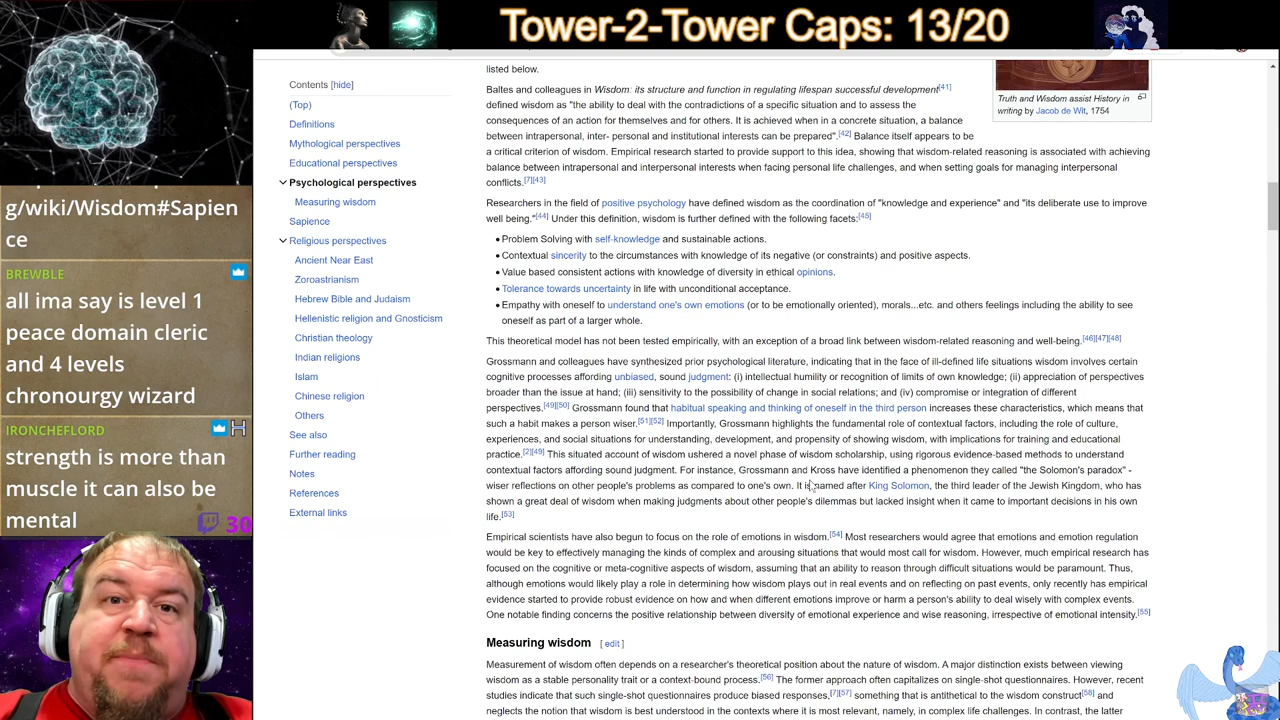 Tower-2-Tower Caps: 13/20
g/wiki/Wisdom#Sapien
ce
BREWBLE
all ima say is level 1
peace domain cleric
and 4 levels
chronourgy wizard
IRONCHEFLORD
strength is more than
muscle it can also be
mental
30
Contents [hide]
(Top)
Definitions
Mythological perspectives
Educational perspectives
Psychological perspectives
Measuring wisdom
Sapience
Religious perspectives
Ancient Near East
Zoroastrianism
Hebrew Bible and Judaism
Hellenistic religion and Gnosticism
Christian theology
Indian religions
Islam
Chinese religion
Others
See also
Further reading
Notes
References
External links
listed below.
Baltes and colleagues in Wisdom: its structure and function in regulating lifespan successful development[41]
defined wisdom as "the ability to deal with the contradictions of a specific situation and to assess the
consequences of an action for themselves and for others. It is achieved when in a concrete situation, a balance
between intrapersonal, inter- personal and institutional interests can be prepared".[42] Balance itself appears to be
a critical criterion of wisdom. Empirical research started to provide support to this idea, showing that wisdom-related reasoning is associated with achieving
balance between intrapersonal and interpersonal interests when facing personal life challenges, and when setting goals for managing interpersonal
conflicts.[7][43]
Truth and Wisdom assist History in
writing by Jacob de Wit, 1754
Researchers in the field of positive psychology have defined wisdom as the coordination of "knowledge and experience" and "its deliberate use to improve
well being."[44] Under this definition, wisdom is further defined with the following facets:[45]
• Problem Solving with self-knowledge and sustainable actions.
• Contextual sincerity to the circumstances with knowledge of its negative (or constraints) and positive aspects.
• Value based consistent actions with knowledge of diversity in ethical opinions.
• Tolerance towards uncertainty in life with unconditional acceptance.
• Empathy with oneself to understand one's own emotions (or to be emotionally oriented), morals...etc. and others feelings including the ability to see
oneself as part of a larger whole.
This theoretical model has not been tested empirically, with an exception of a broad link between wisdom-related reasoning and well-being.[46][47][48]
Grossmann and colleagues have synthesized prior psychological literature, indicating that in the face of ill-defined life situations wisdom involves certain
cognitive processes affording unbiased, sound judgment: (i) intellectual humility or recognition of limits of own knowledge; (ii) appreciation of perspectives
broader than the issue at hand; (iii) sensitivity to the possibility of change in social relations; and (iv) compromise or integration of different
perspectives.[49][50] Grossmann found that habitual speaking and thinking of oneself in the third person increases these characteristics, which means that
such a habit makes a person wiser.[51][52] Importantly, Grossmann highlights the fundamental role of contextual factors, including the role of culture,
experiences, and social situations for understanding, development, and propensity of showing wisdom, with implications for training and educational
practice.[2][49] This situated account of wisdom ushered a novel phase of wisdom scholarship, using rigorous evidence-based methods to understand
contextual factors affording sound judgment. For instance, Grossmann and Kross have identified a phenomenon they called "the Solomon's paradox" -
wiser reflections on other people's problems as compared to one's own. It is named after King Solomon, the third leader of the Jewish Kingdom, who has
shown a great deal of wisdom when making judgments about other people's dilemmas but lacked insight when it came to important decisions in his own
life.[53]
Empirical scientists have also begun to focus on the role of emotions in wisdom.[54] Most researchers would agree that emotions and emotion regulation
would be key to effectively managing the kinds of complex and arousing situations that would most call for wisdom. However, much empirical research has
focused on the cognitive or meta-cognitive aspects of wisdom, assuming that an ability to reason through difficult situations would be paramount. Thus,
although emotions would likely play a role in determining how wisdom plays out in real events and on reflecting on past events, only recently has empirical
evidence started to provide robust evidence on how and when different emotions improve or harm a person's ability to deal wisely with complex events.
One notable finding concerns the positive relationship between diversity of emotional experience and wise reasoning, irrespective of emotional intensity.[55]
Measuring wisdom [ edit ]
Measurement of wisdom often depends on a researcher's theoretical position about the nature of wisdom. A major distinction exists between viewing
wisdom as a stable personality trait or a context-bound process.[56] The former approach often capitalizes on single-shot questionnaires. However, recent
studies indicate that such single-shot questionnaires produce biased responses,[7][57] something that is antithetical to the wisdom construct[58] and
neglects the notion that wisdom is best understood in the contexts where it is most relevant, namely, in complex life challenges. In contrast, the latter